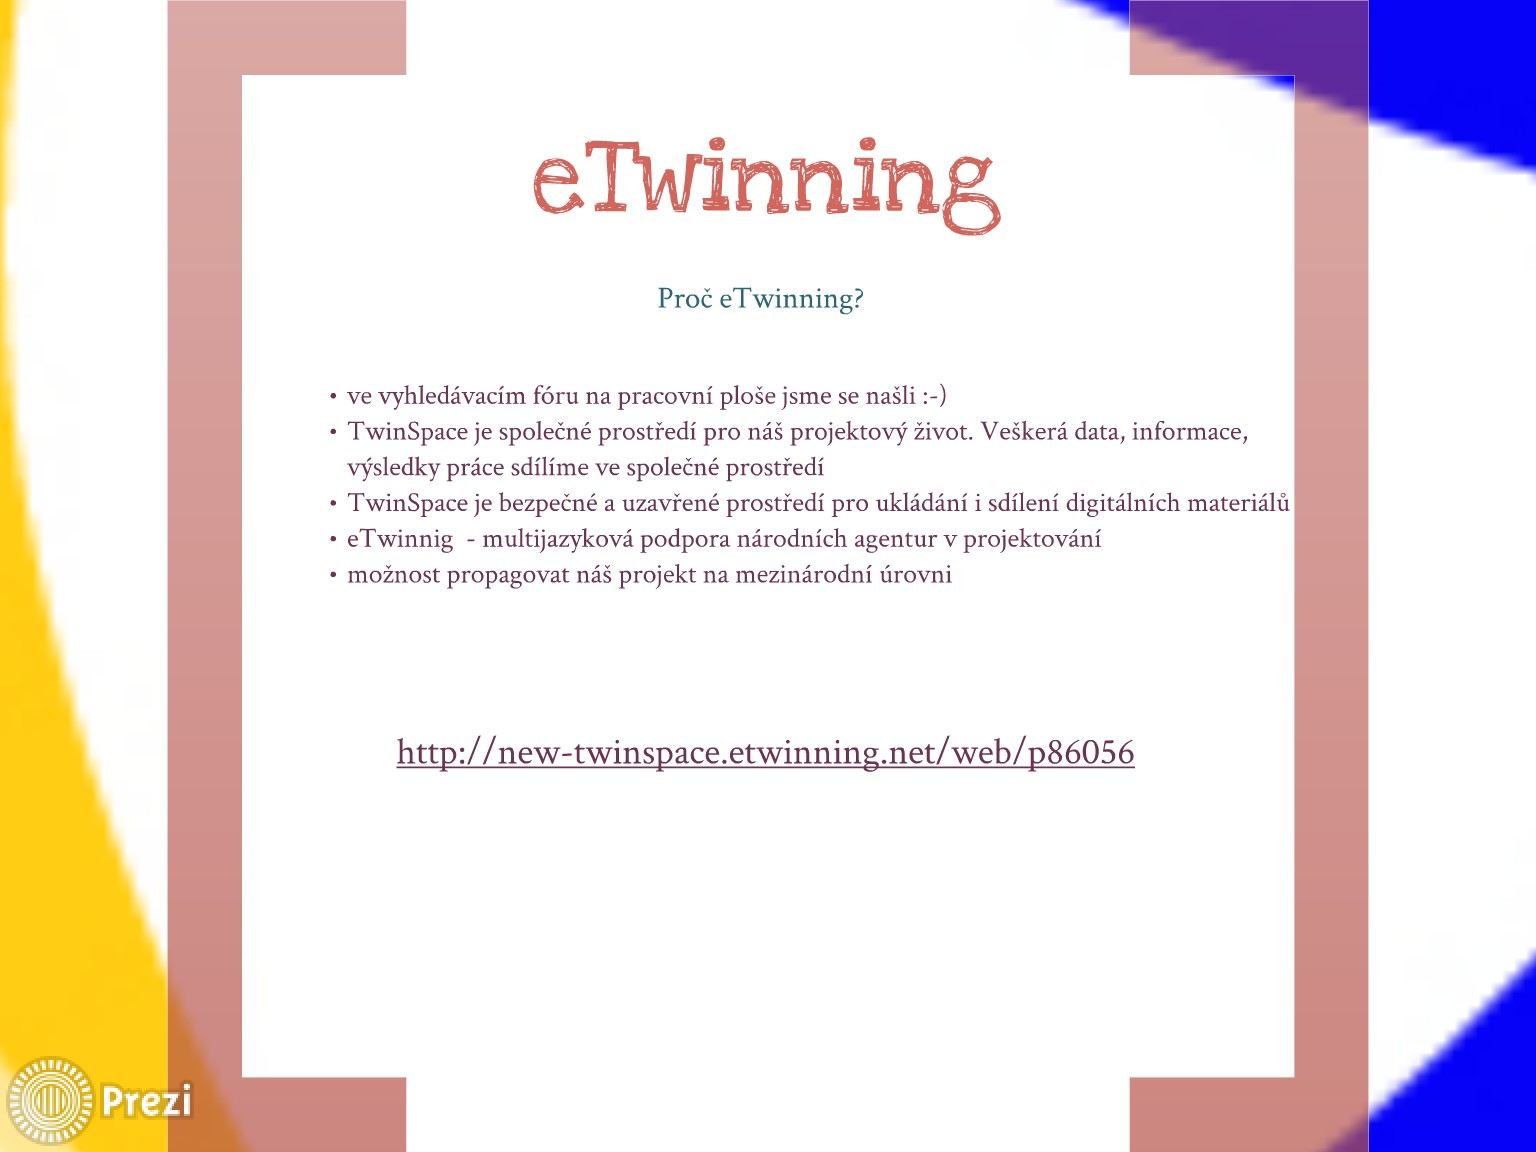 eTwinning
Proč eTwinning?
• ve vyhledávacím fóru na pracovní ploše jsme se našli :-)
• TwinSpace je společné prostředí pro náš projektový život. Veškerá data, informace,
výsledky práce sdílíme ve společné prostředí
• TwinSpace je bezpečné a uzavřené prostředí pro ukládání i sdílení digitálních materiálů
• eTwinnig  - multijazyková podpora národních agentur v projektování
• možnost propagovat náš projekt na mezinárodní úrovni
http://new-twinspace.etwinning.net/web/p86056
Prezi